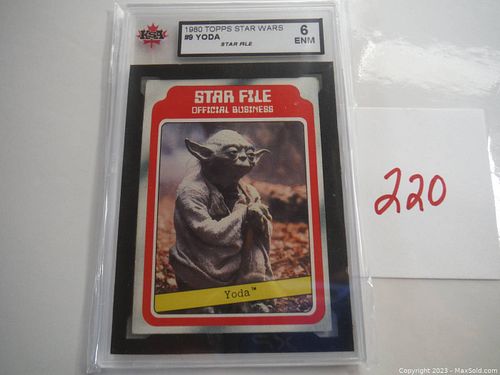 KSA
1980 TOPPS STAR WARS
#9 YODA
STAR FILE
6
ENM
STAR FILE
OFFICIAL BUSINESS
Yoda™
220
Copyright 2023 - MaxSold.com